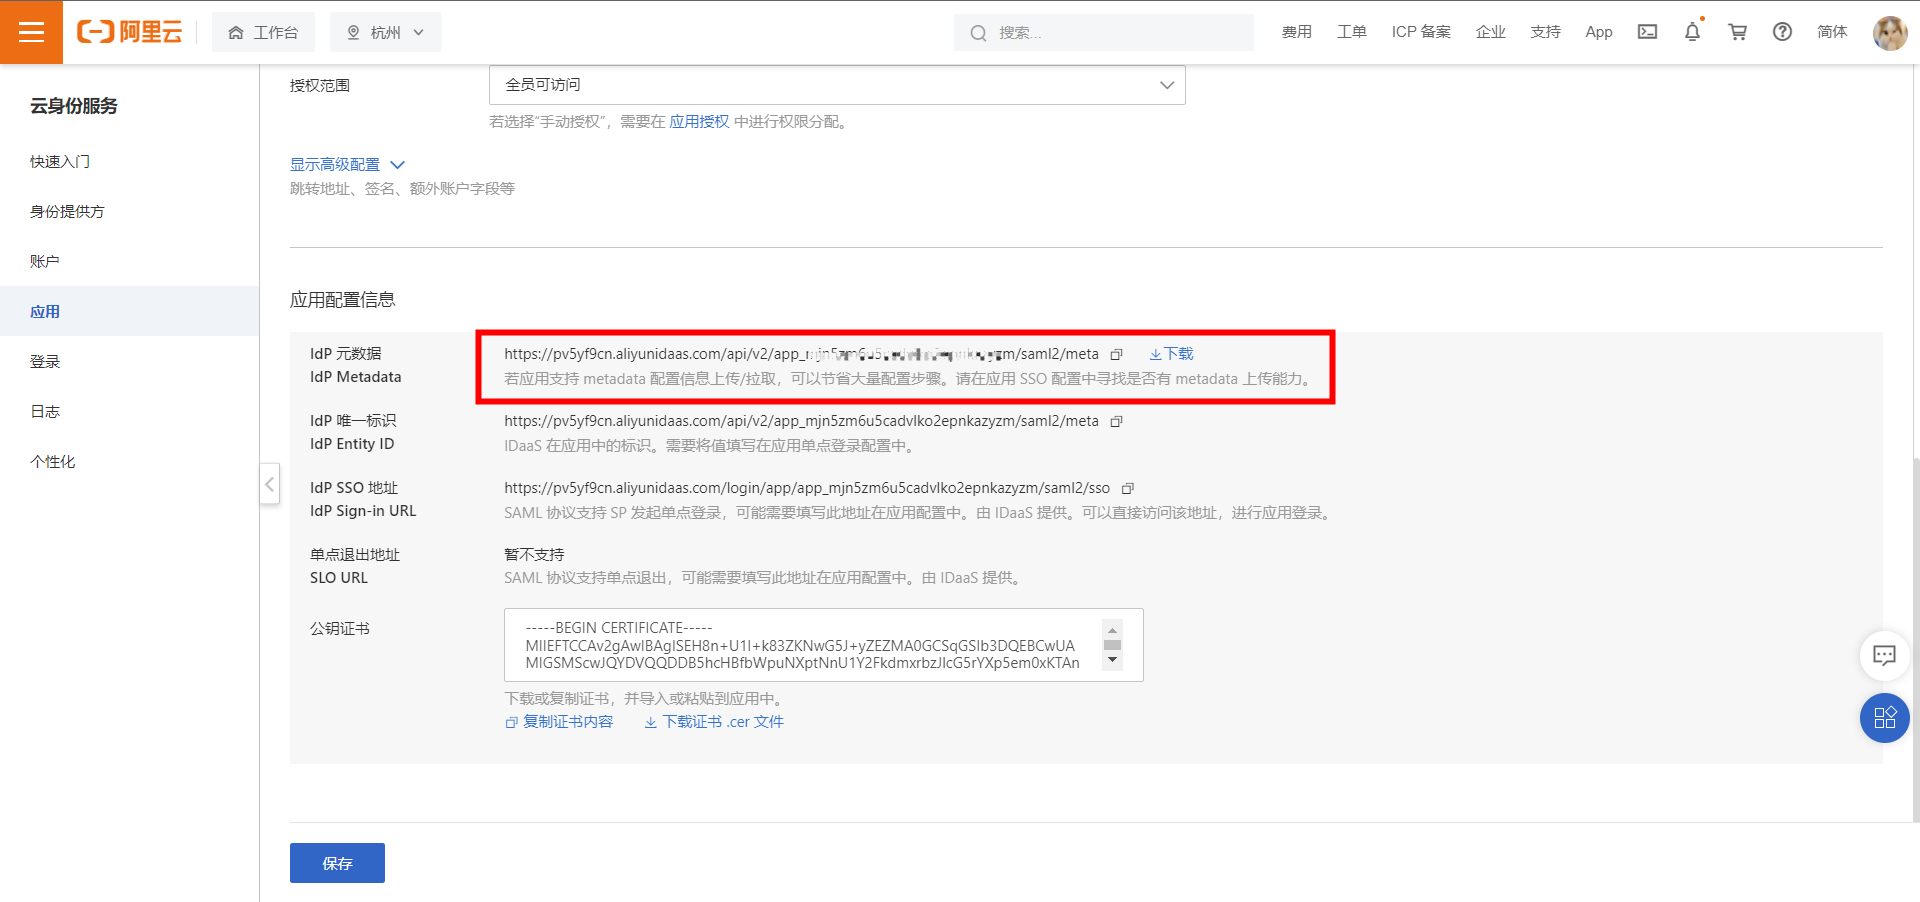 阿里云
工作台
杭州
搜索...
费用
工单
ICP 备案
企业
支持
App
简体
云身份服务
快速入门
身份提供方
账户
应用
登录
日志
个性化
授权范围
全员可访问
若选择“手动授权”，需要在 应用授权 中进行权限分配。
显示高级配置
跳转地址、签名、额外账户字段等
应用配置信息
IdP 元数据
IdP Metadata
https://pv5yf9cn.aliyunidaas.com/api/v2/app_ m/saml2/meta
下载
若应用支持 metadata 配置信息上传/拉取，可以节省大量配置步骤。请在应用 SSO 配置中寻找是否有 metadata 上传能力。
IdP 唯一标识
IdP Entity ID
https://pv5yf9cn.aliyunidaas.com/api/v2/app_mjn5zm6u5cadvlko2epnkazyzm/saml2/meta
IDaaS 在应用中的标识。需要将值填写在应用单点登录配置中。
IdP SSO 地址
IdP Sign-in URL
https://pv5yf9cn.aliyunidaas.com/login/app/app_mjn5zm6u5cadvlko2epnkazyzm/saml2/sso
SAML 协议支持 SP 发起单点登录，可能需要填写此地址在应用配置中。由 IDaaS 提供。可以直接访问该地址，进行应用登录。
单点退出地址
SLO URL
暂不支持
SAML 协议支持单点退出，可能需要填写此地址在应用配置中。由 IDaaS 提供。
公钥证书
-----BEGIN CERTIFICATE-----
MIIEFTCCAv2gAwIBAgISEH8n+U1I+k83ZKNwG5J+yZEZMA0GCSqGSIb3DQEBCwUA
MIGSMScwJQYDVQQDDB5hcHBfbWpuNXptNnU1Y2FkdmxrbzJlcG5rYXp5em0xKTAn
下载或复制证书，并导入或粘贴到应用中。
复制证书内容
下载证书 .cer 文件
保存